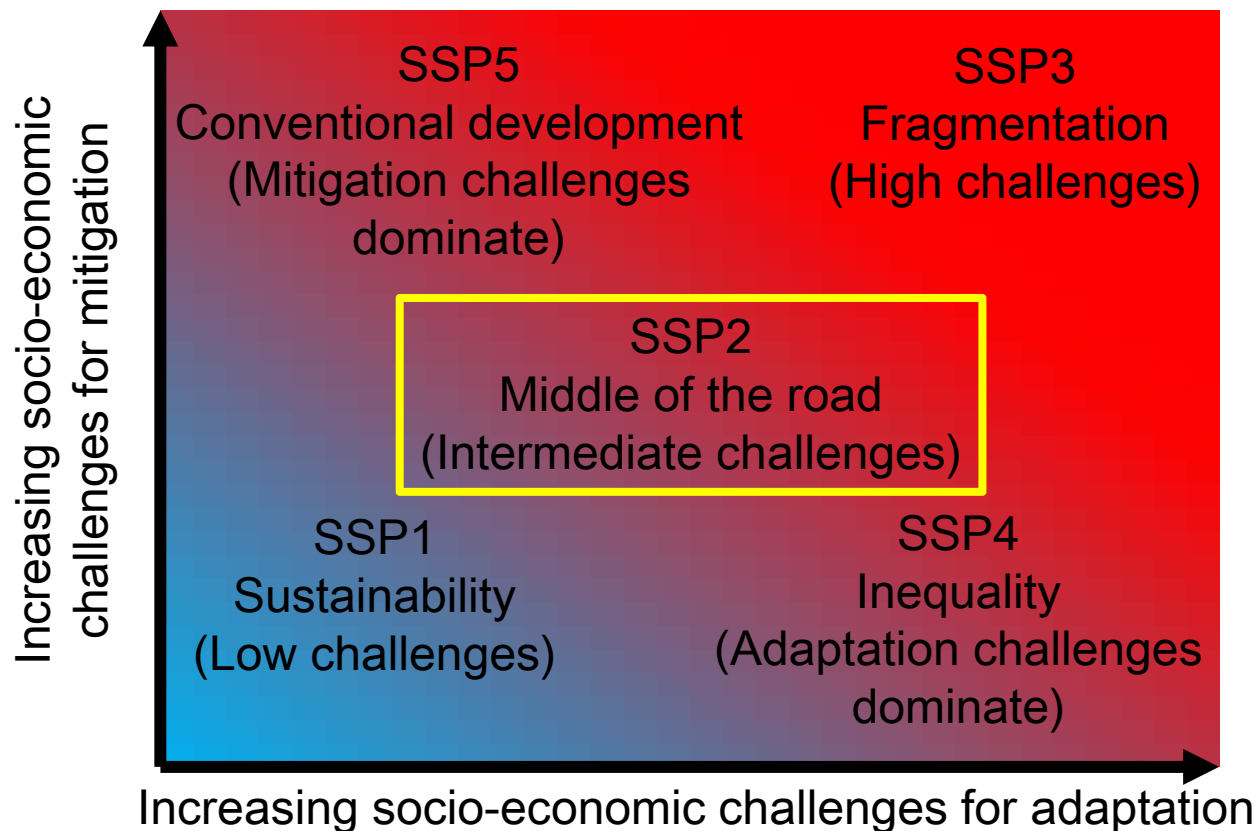 Increasing socio-economic
challenges for mitigation
SSP5
Conventional development
(Mitigation challenges
dominate)
SSP3
Fragmentation
(High challenges)
SSP2
Middle of the road
(Intermediate challenges)
SSP1
Sustainability
(Low challenges)
SSP4
Inequality
(Adaptation challenges
dominate)
Increasing socio-economic challenges for adaptation